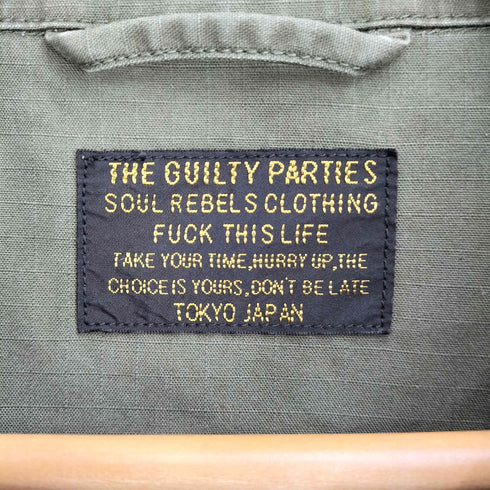 THE GUILTY PARTIES
SOUL REBELS CLOTHING
FUCK THIS LIFE
TAKE YOUR TIME,HURRY UP,THE
CHOICE IS YOURS,DON'T BE LATE
TOKYO JAPAN